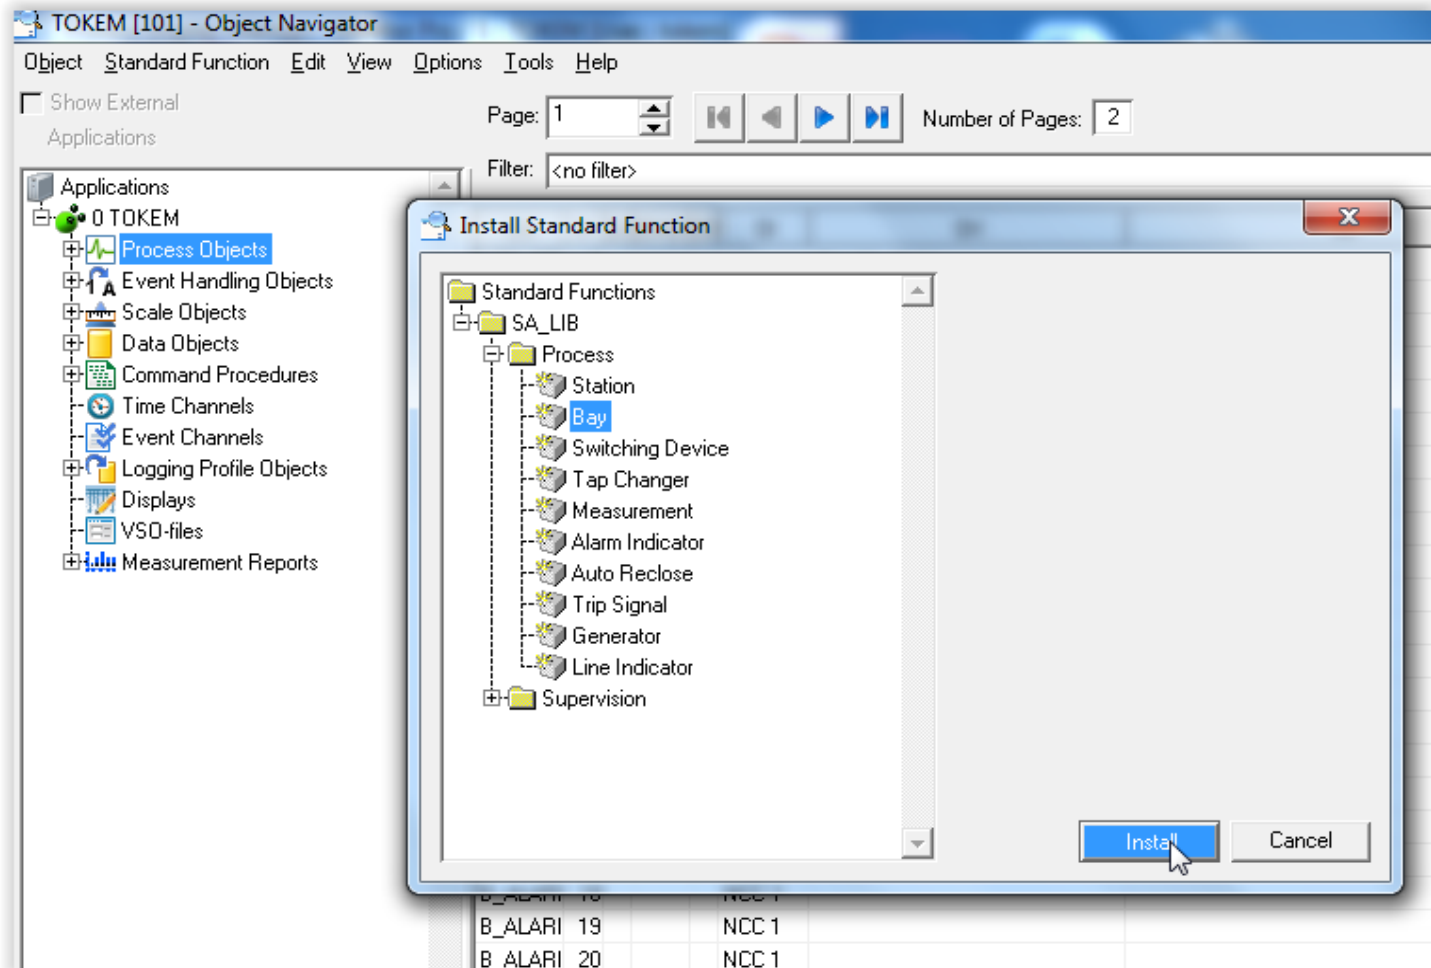 TOKEM [101] - Object Navigator
Object Standard Function Edit View Options Tools Help
Show External
Applications
Page: 1
Number of Pages: 2
Filter: <no filter>
Applications
0 TOKEM
Process Objects
Event Handling Objects
Scale Objects
Data Objects
Command Procedures
Time Channels
Event Channels
Logging Profile Objects
Displays
VSO-files
Measurement Reports
Install Standard Function
Standard Functions
SA_LIB
Process
Station
Bay
Switching Device
Tap Changer
Measurement
Alarm Indicator
Auto Reclose
Trip Signal
Generator
Line Indicator
Supervision
Install Cancel
B_ALARI 19 NCC 1
B_ALARI 20 NCC 1